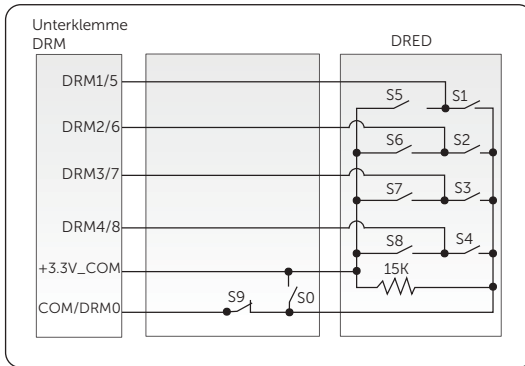 Unterklemme
DRM
DRED
DRM1/5
S5
S1
DRM2/6
S6
S2
DRM3/7
S7
S3
DRM4/8
S8
S4
+3.3V_COM
15K
S9
S0
COM/DRM0